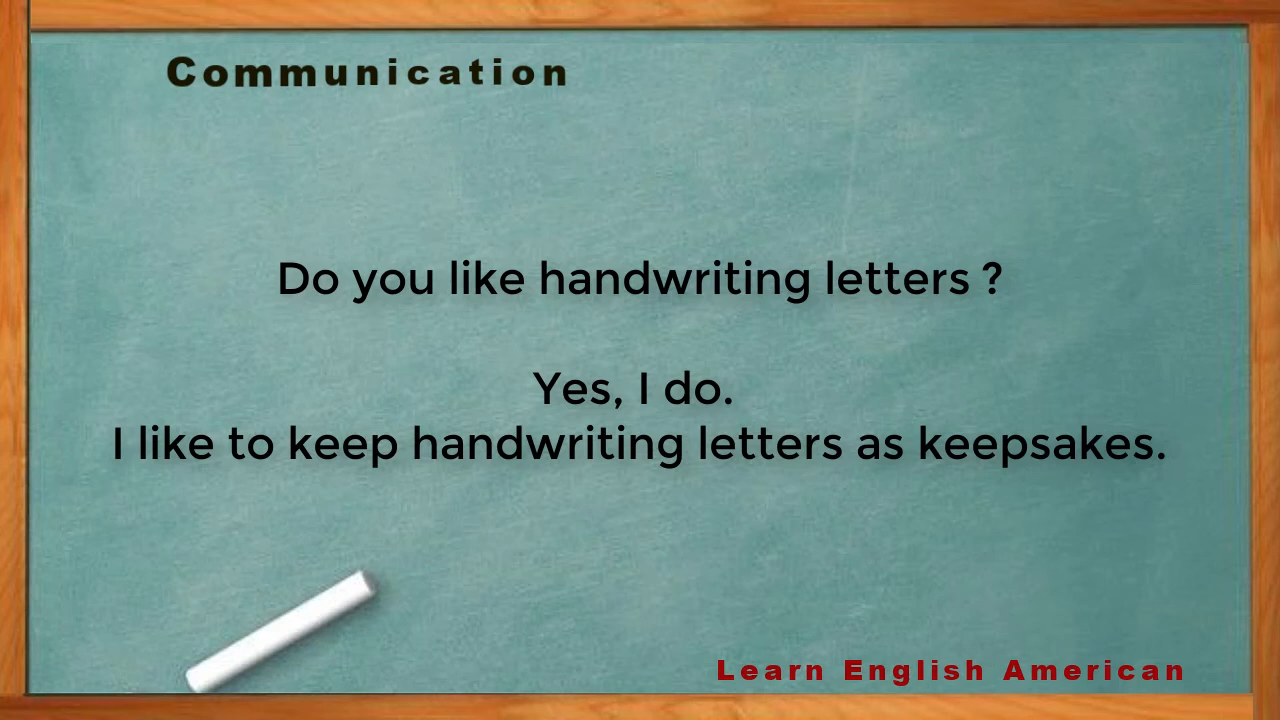 Communication
Do you like handwriting letters ?
Yes, I do.
I like to keep handwriting letters as keepsakes.
Learn English American